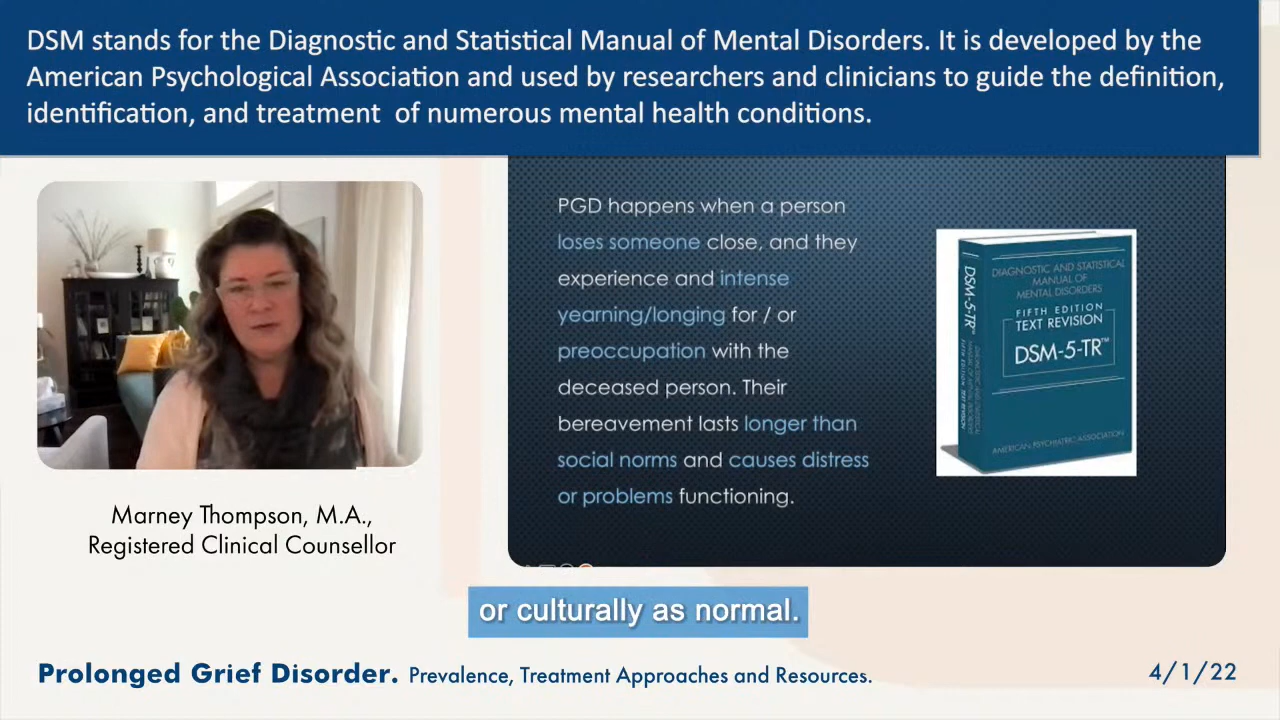 DSM stands for the Diagnostic and Statistical Manual of Mental Disorders. It is developed by the
American Psychological Association and used by researchers and clinicians to guide the definition,
identification, and treatment of numerous mental health conditions.
PGD happens when a person
loses someone close, and they
experience and intense
yearning/longing for / or
preoccupation with the
deceased person. Their
bereavement lasts longer than
social norms and causes distress
or problems functioning.
DSM-5-TR™
DIAGNOSTIC AND STATISTICAL
MANUAL OF
MENTAL DISORDERS
FIFTH EDITION
TEXT REVISION
DSM-5-TR™
AMERICAN PSYCHIATRIC ASSOCIATION
Marney Thompson, M.A.,
Registered Clinical Counsellor
or culturally as normal.
Prolonged Grief Disorder. Prevalence, Treatment Approaches and Resources.
4/1/22